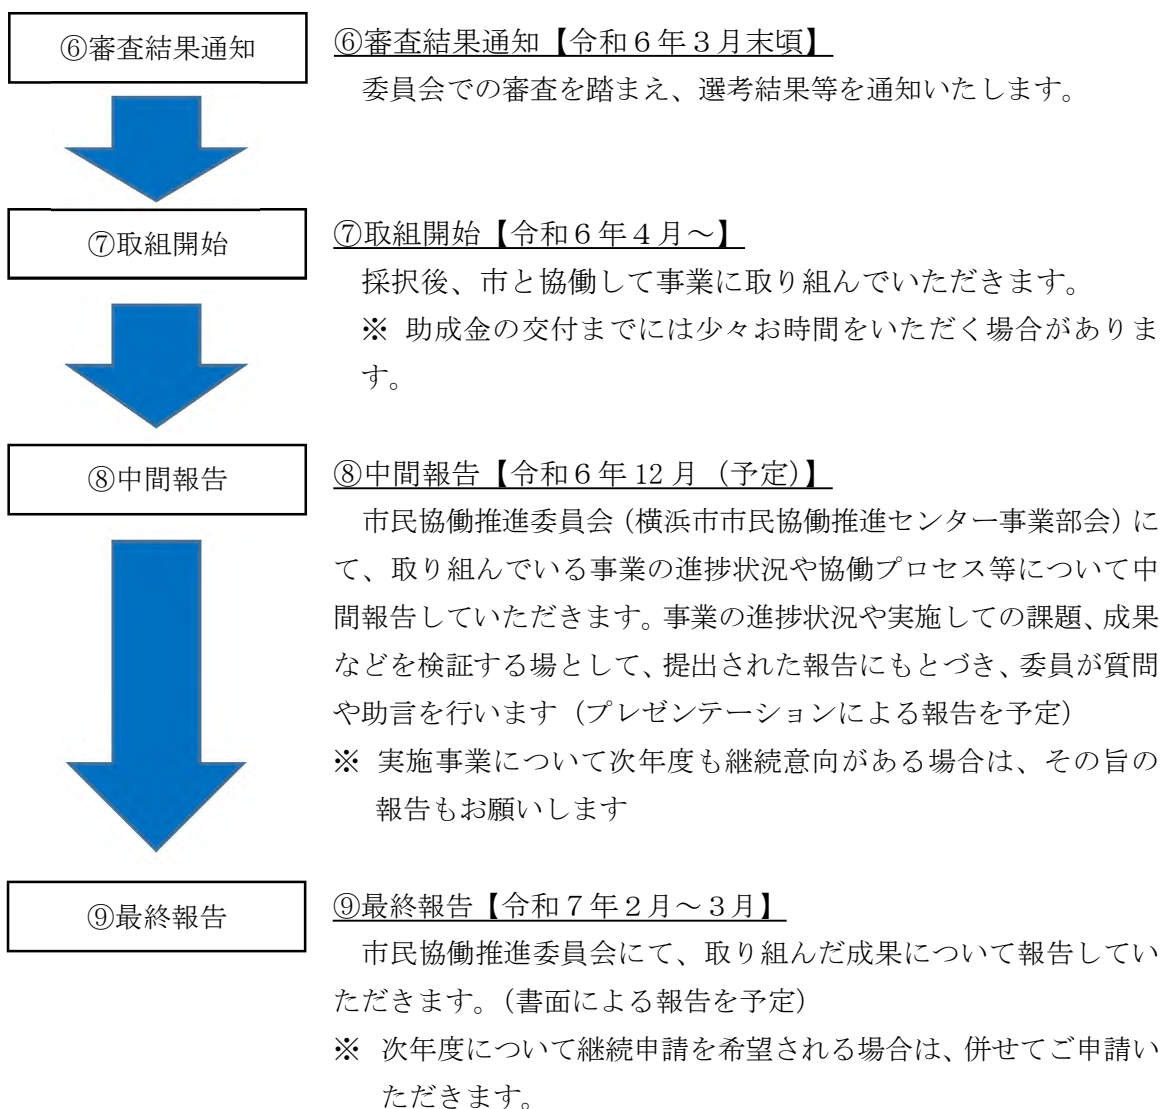 ⑥審査結果通知
⑥審査結果通知【令和６年３月末頃】
委員会での審査を踏まえ、選考結果等を通知いたします。
⑦取組開始
⑦取組開始【令和６年４月～】
採択後、市と協働して事業に取り組んでいただきます。
※ 助成金の交付までには少々お時間をいただく場合がありま
す。
⑧中間報告
⑧中間報告【令和６年 12 月（予定）】
市民協働推進委員会（横浜市市民協働推進センター事業部会）に
て、取り組んでいる事業の進捗状況や協働プロセス等について中
間報告していただきます。事業の進捗状況や実施しての課題、成果
などを検証する場として、提出された報告にもとづき、委員が質問
や助言を行います（プレゼンテーションによる報告を予定）
※ 実施事業について次年度も継続意向がある場合は、その旨の
報告もお願いします
⑨最終報告
⑨最終報告【令和７年２月～３月】
市民協働推進委員会にて、取り組んだ成果について報告してい
ただきます。（書面による報告を予定）
※ 次年度について継続申請を希望される場合は、併せてご申請い
ただきます。